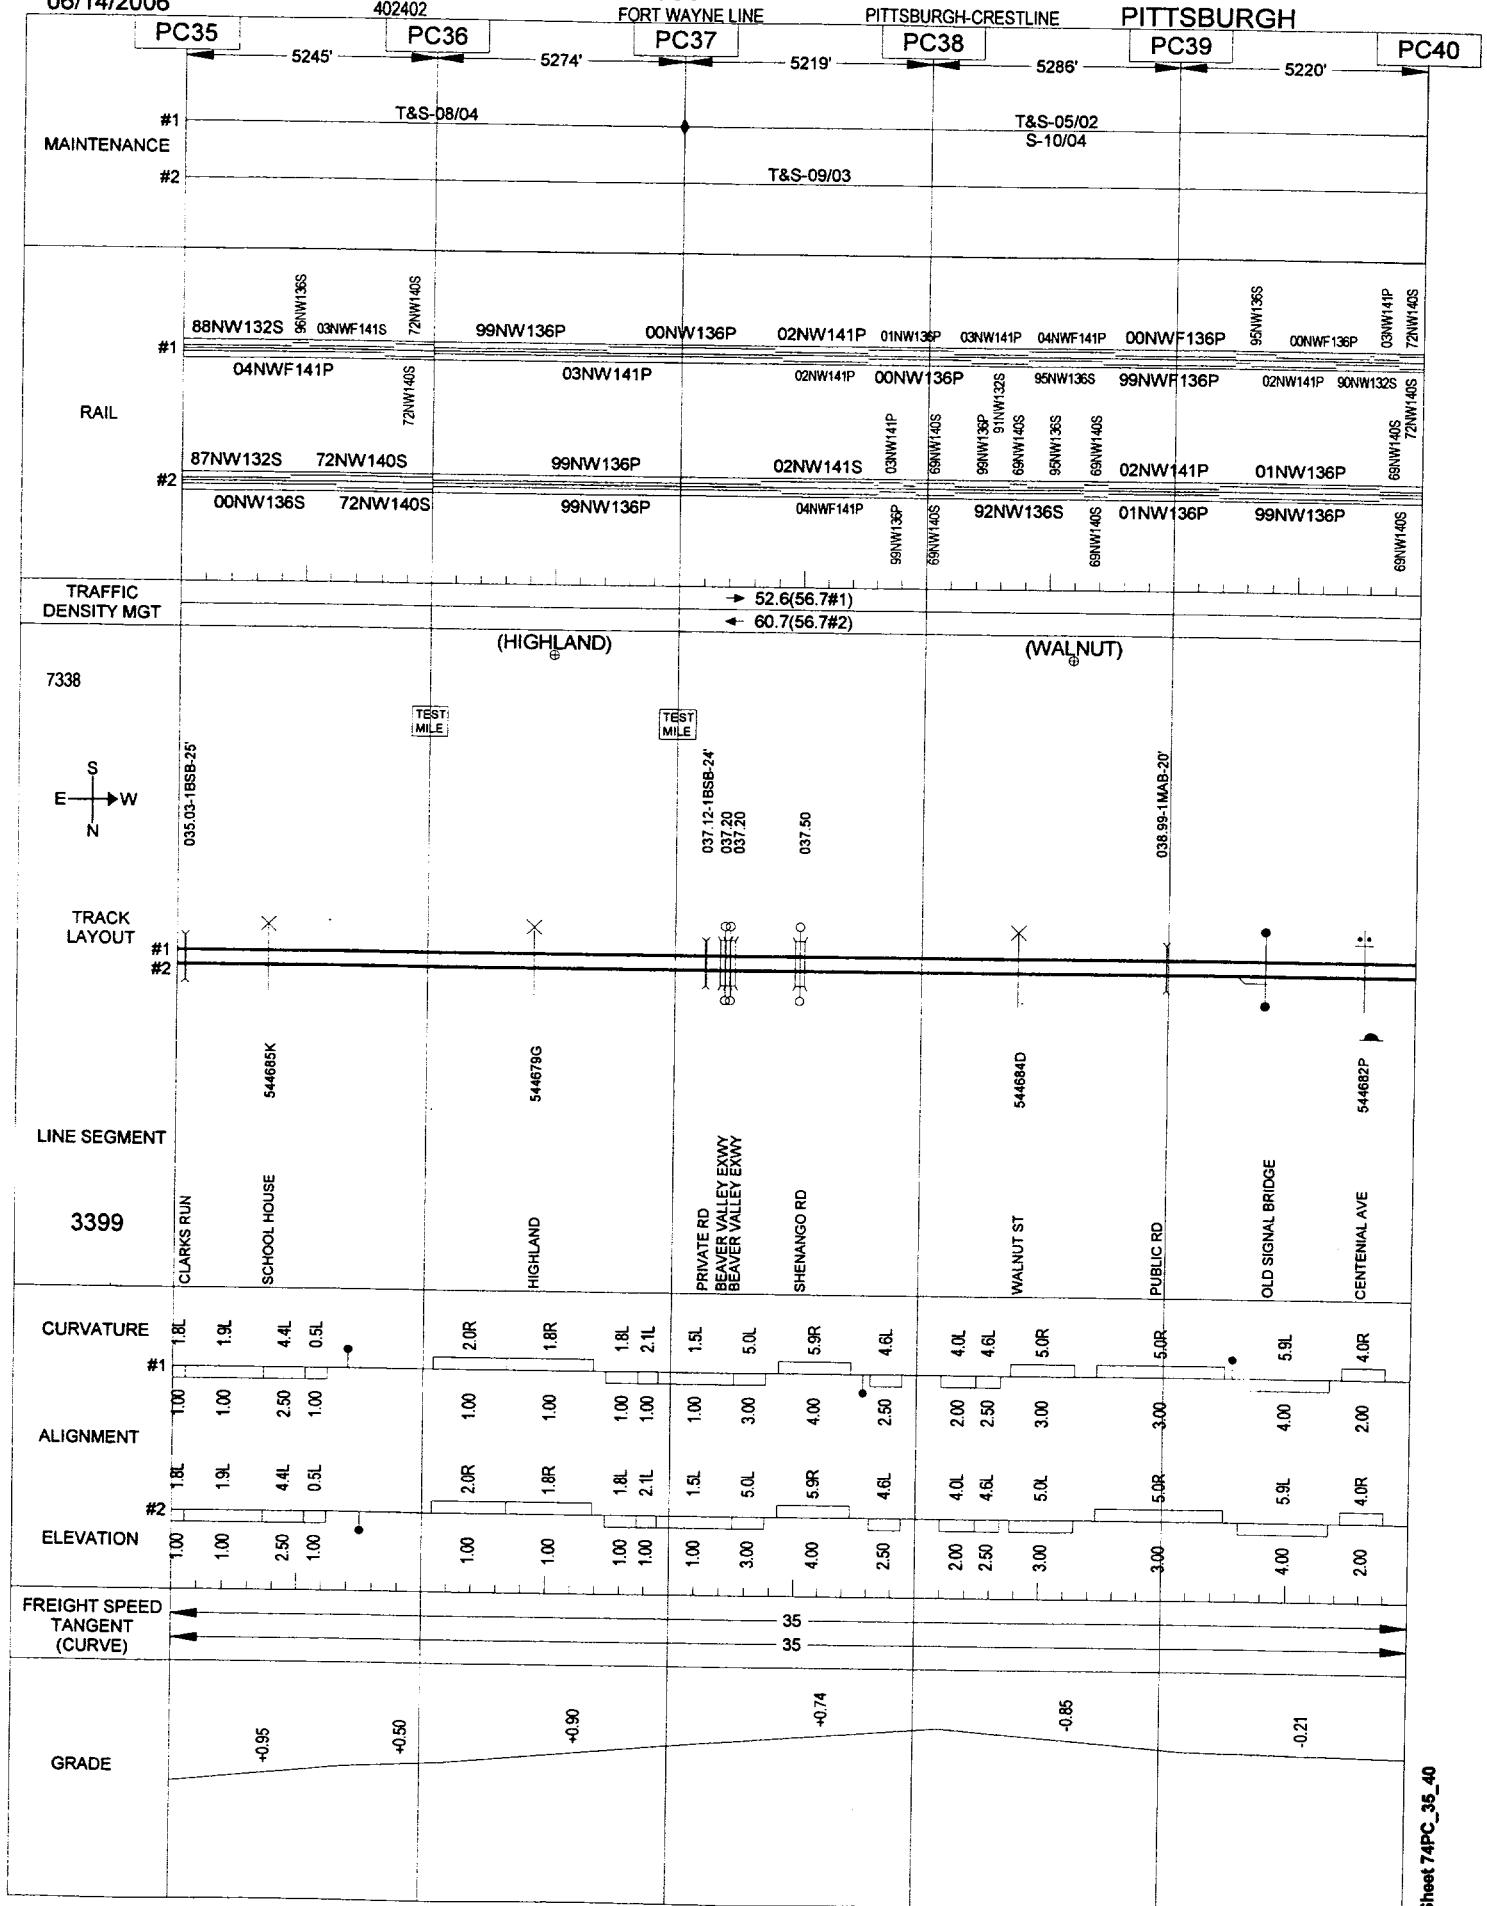 06/14/2006
402402
FORT WAYNE LINE
PITTSBURGH-CRESTLINE
PITTSBURGH
PC35
PC36
PC37
PC38
PC39
PC40
5245'
5274'
5219'
5286'
5220'
MAINTENANCE
#1
T&S-08/04
T&S-05/02
S-10/04
#2
T&S-09/03
RAIL
#1
88NW132S
96NW136S
03NWF141S
72NW140S
99NW136P
00NW136P
02NW141P
01NW136P
03NW141P
04NWF141P
00NWF136P
95NW136S
00NWF136P
03NW141P
72NW140S
04NWF141P
72NW140S
03NW141P
02NW141P
00NW136P
91NW132S
95NW136S
99NWF136P
02NW141P
90NW132S
72NW140S
#2
87NW132S
72NW140S
99NW136P
02NW141S
03NW141P
69NW140S
99NW136P
69NW140S
95NW136S
69NW140S
02NW141P
01NW136P
69NW140S
00NW136S
72NW140S
99NW136P
04NWF141P
99NW136P
69NW140S
92NW136S
69NW140S
01NW136P
99NW136P
69NW140S
TRAFFIC
DENSITY MGT
52.6(56.7#1)
60.7(56.7#2)
(HIGHLAND)
(WALNUT)
7338
TEST
MILE
TEST
MILE
S
E W
N
035.03-1BSB-25'
037.12-1BSB-24'
037.20
037.20
037.50
038.99-1MAB-20'
TRACK
LAYOUT
#1
#2
544685K
544679G
544684D
544682P
LINE SEGMENT
3399
CLARKS RUN
SCHOOL HOUSE
HIGHLAND
PRIVATE RD
BEAVER VALLEY EXWY
BEAVER VALLEY EXWY
SHENANGO RD
WALNUT ST
PUBLIC RD
OLD SIGNAL BRIDGE
CENTENIAL AVE
CURVATURE
#1
1.8L
1.9L
4.4L
0.5L
2.0R
1.8R
1.8L
2.1L
1.5L
5.0L
5.9R
4.6L
4.0L
4.6L
5.0R
5.0R
5.9L
4.0R
1.00
1.00
2.50
1.00
1.00
1.00
1.00
1.00
1.00
3.00
4.00
2.50
2.00
2.50
3.00
3.00
4.00
2.00
ALIGNMENT
#2
1.8L
1.9L
4.4L
0.5L
2.0R
1.8R
1.8L
2.1L
1.5L
5.0L
5.9R
4.6L
4.0L
4.6L
5.0L
5.0R
5.9L
4.0R
ELEVATION
1.00
1.00
2.50
1.00
1.00
1.00
1.00
1.00
1.00
3.00
4.00
2.50
2.00
2.50
3.00
3.00
4.00
2.00
FREIGHT SPEED
TANGENT
(CURVE)
35
35
GRADE
+0.95
+0.50
+0.90
+0.74
-0.85
-0.21
Sheet 74PC_35_40